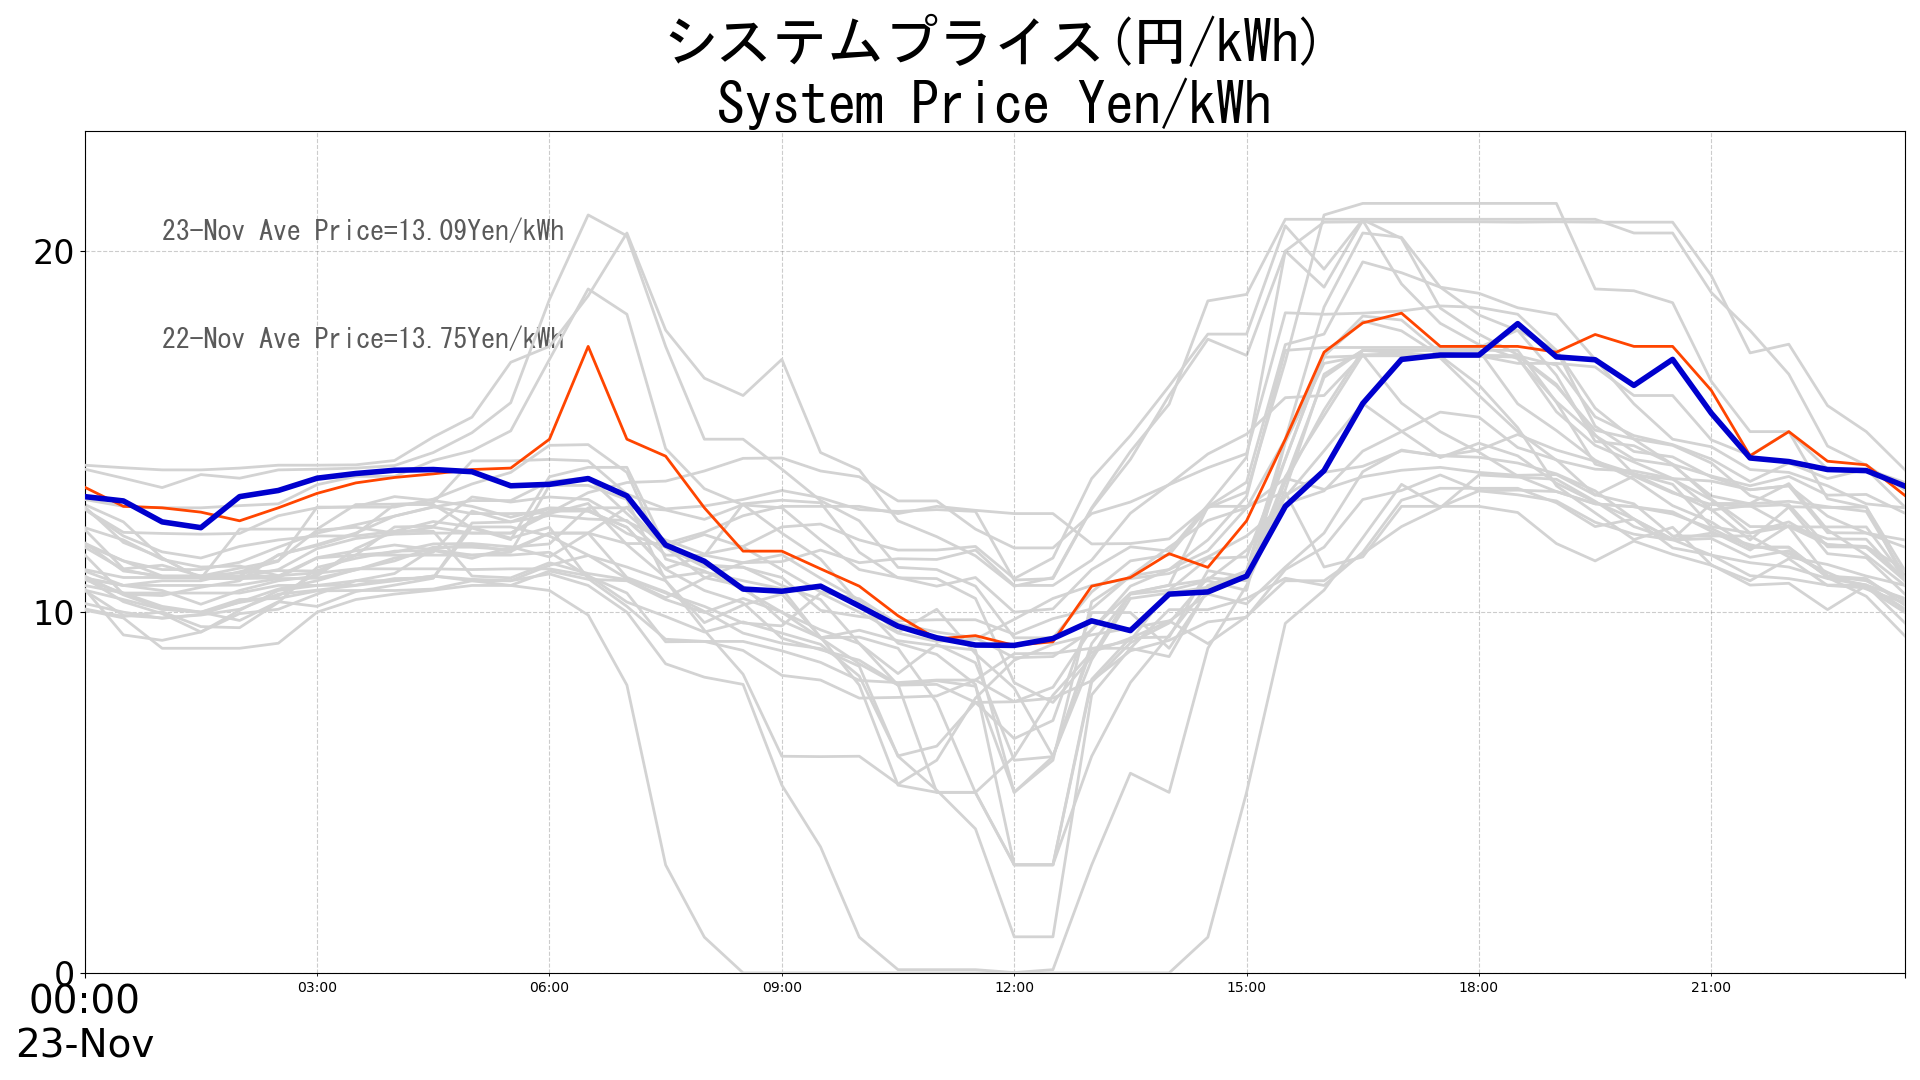 システムプライス(円/kWh)
System Price Yen/kWh
23-Nov Ave Price=13.09Yen/kWh
20
22-Nov Ave Price=13.75Yen/kWh
10
0
00:00
03:00
06:00
09:00
12:00
15:00
18:00
21:00
23-Nov